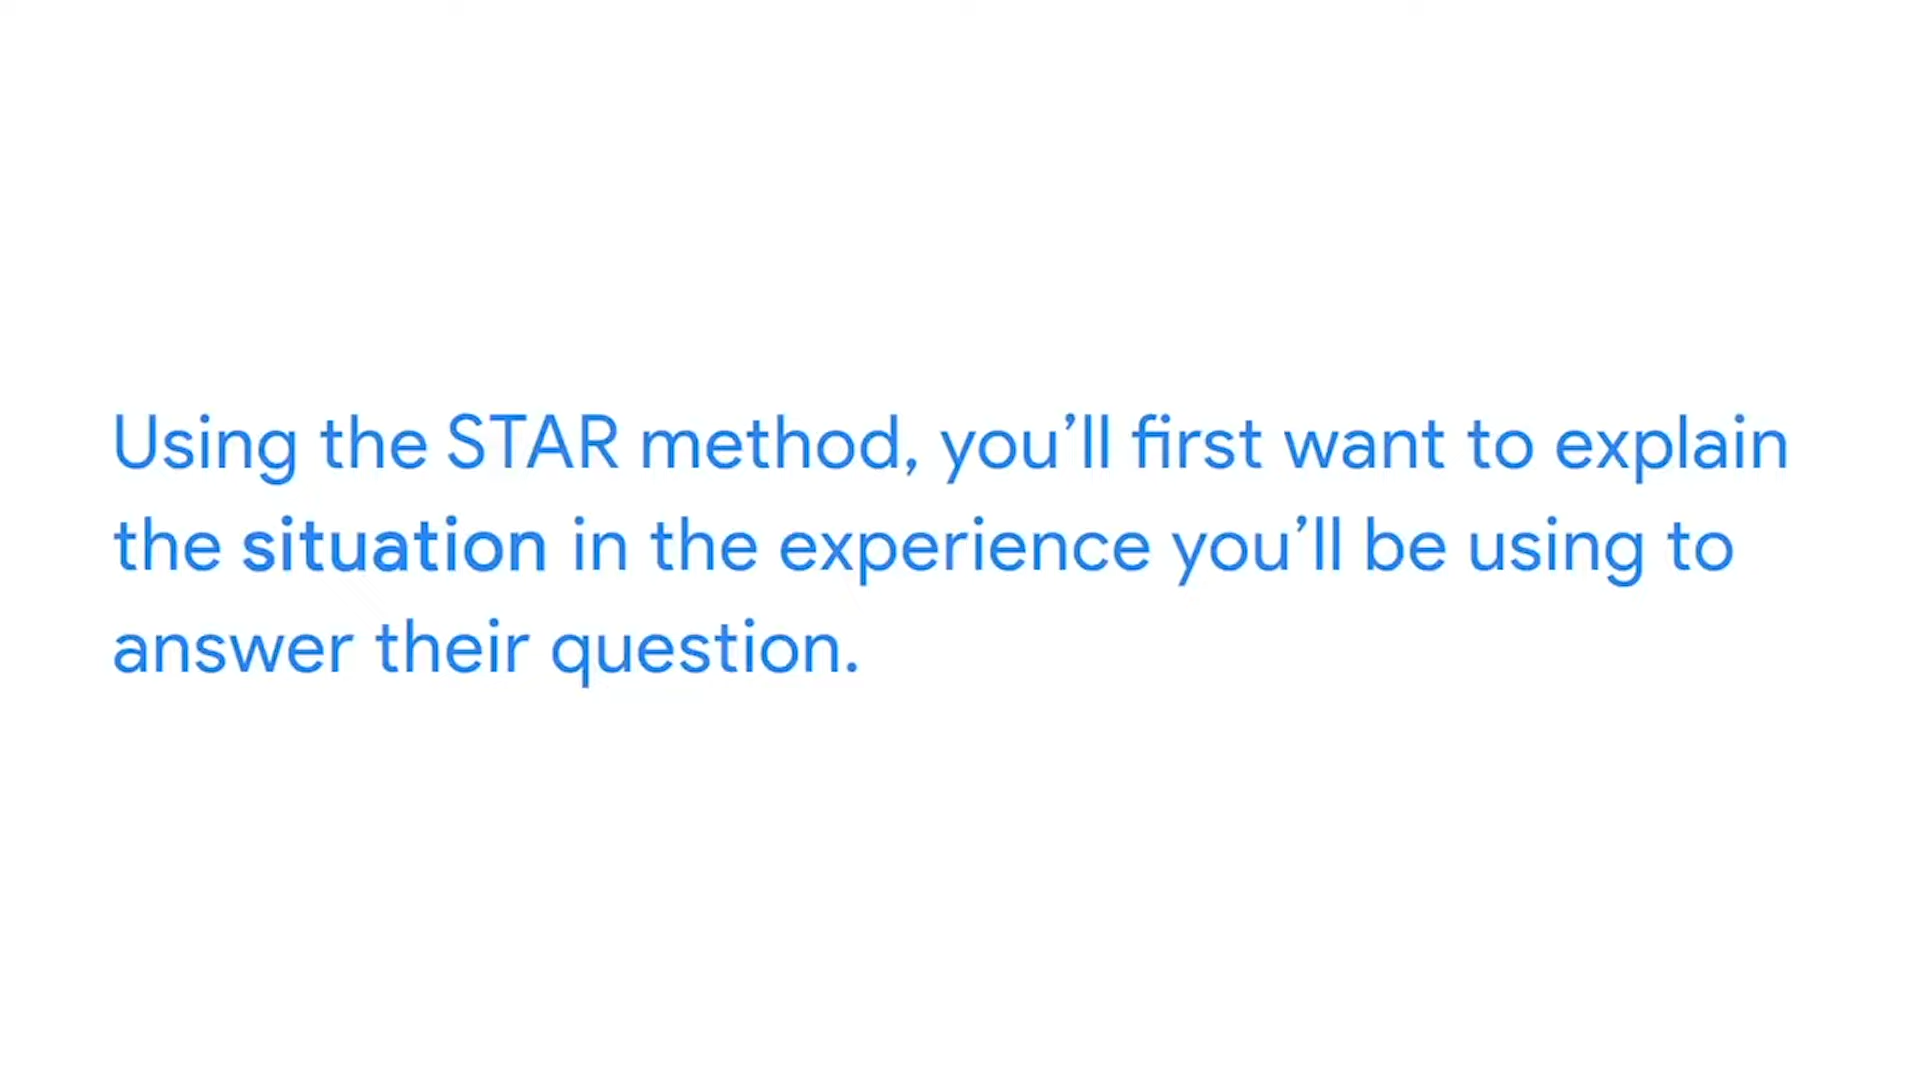 Using the STAR method, you’ll first want to explain
the situation in the experience you’ll be using to
answer their question.